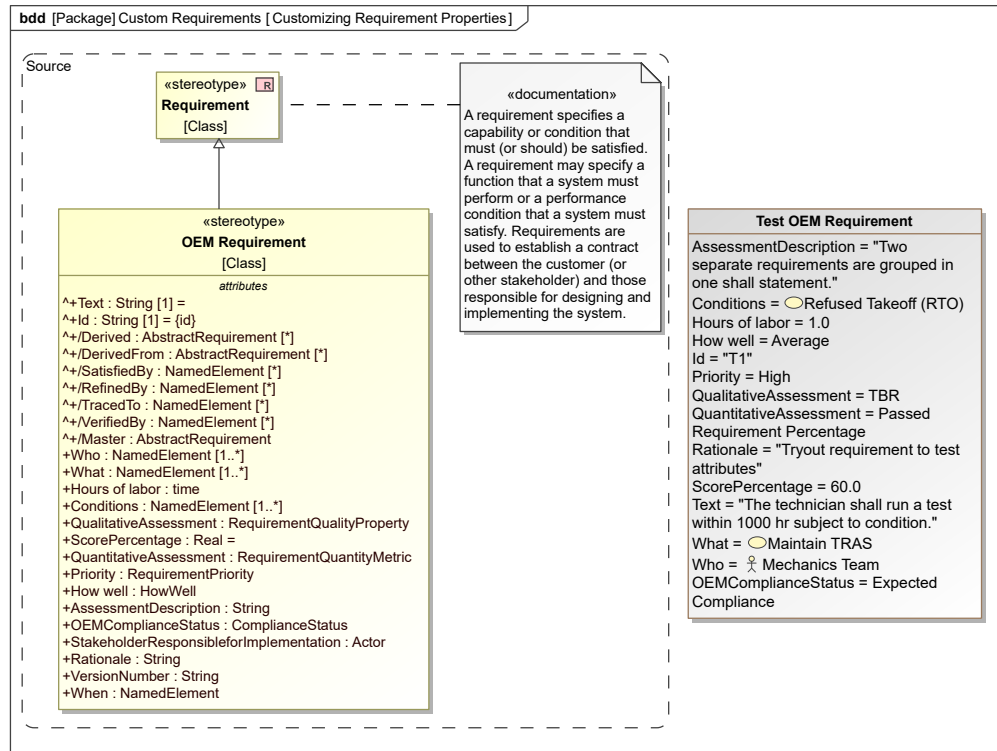 bdd [Package] Custom Requirements [ Customizing Requirement Properties ]
Source
«stereotype» R
Requirement
[Class]
«documentation»
A requirement specifies a
capability or condition that
must (or should) be satisfied.
A requirement may specify a
function that a system must
perform or a performance
condition that a system must
satisfy. Requirements are
used to establish a contract
between the customer (or
other stakeholder) and those
responsible for designing and
implementing the system.
«stereotype»
OEM Requirement
[Class]
attributes
^+Text : String [1] =
^+Id : String [1] = {id}
^+/Derived : AbstractRequirement [*]
^+/DerivedFrom : AbstractRequirement [*]
^+/SatisfiedBy : NamedElement [*]
^+/RefinedBy : NamedElement [*]
^+/TracedTo : NamedElement [*]
^+/VerifiedBy : NamedElement [*]
^+/Master : AbstractRequirement
+Who : NamedElement [1..*]
+What : NamedElement [1..*]
+Hours of labor : time
+Conditions : NamedElement [1..*]
+QualitativeAssessment : RequirementQualityProperty
+ScorePercentage : Real =
+QuantitativeAssessment : RequirementQuantityMetric
+Priority : RequirementPriority
+How well : HowWell
+AssessmentDescription : String
+OEMComplianceStatus : ComplianceStatus
+StakeholderResponsibleforImplementation : Actor
+Rationale : String
+VersionNumber : String
+When : NamedElement
Test OEM Requirement
AssessmentDescription = "Two
separate requirements are grouped in
one shall statement."
Conditions = Refused Takeoff (RTO)
Hours of labor = 1.0
How well = Average
Id = "T1"
Priority = High
QualitativeAssessment = TBR
QuantitativeAssessment = Passed
Requirement Percentage
Rationale = "Tryout requirement to test
attributes"
ScorePercentage = 60.0
Text = "The technician shall run a test
within 1000 hr subject to condition."
What = Maintain TRAS
Who = Mechanics Team
OEMComplianceStatus = Expected
Compliance